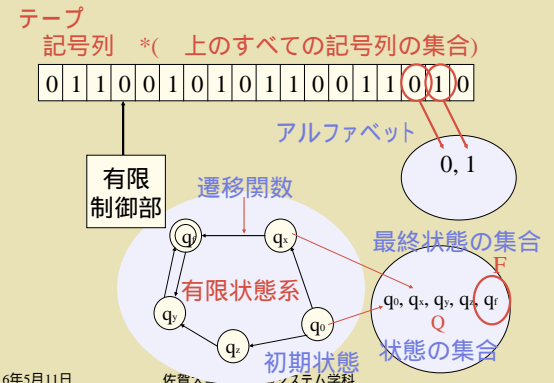 テープ
記号列 *( 上のすべての記号列の集合)
0 1 1 0 0 1 0 1 0 1 1 0 0 1 1 0 1 0
アルファベット
0, 1
有限
制御部
遷移関数
qf
qx
最終状態の集合
F
有限状態系
q0, qx, qy, qz, qf
qy
Q
q0
qz
初期状態
状態の集合
6年5月11日
ステム学科